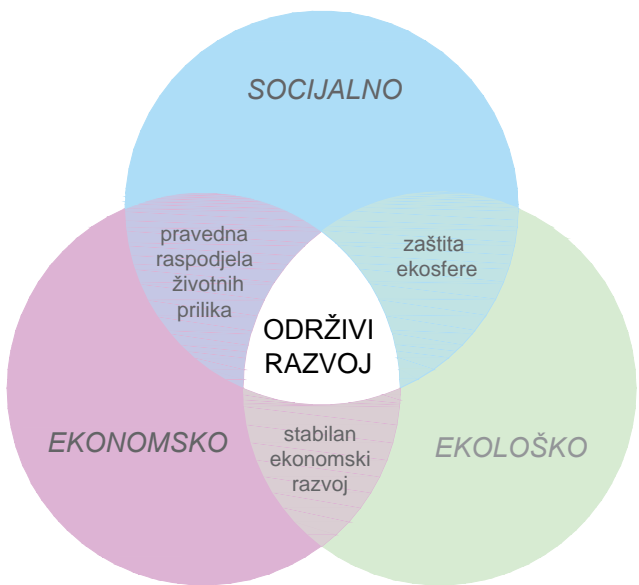 SOCIJALNO
pravedna
raspodjela
životnih
prilika
zaštita
ekosfere
ODRŽIVI
RAZVOJ
EKONOMSKO
stabilan
ekonomski
razvoj
EKOLOŠKO